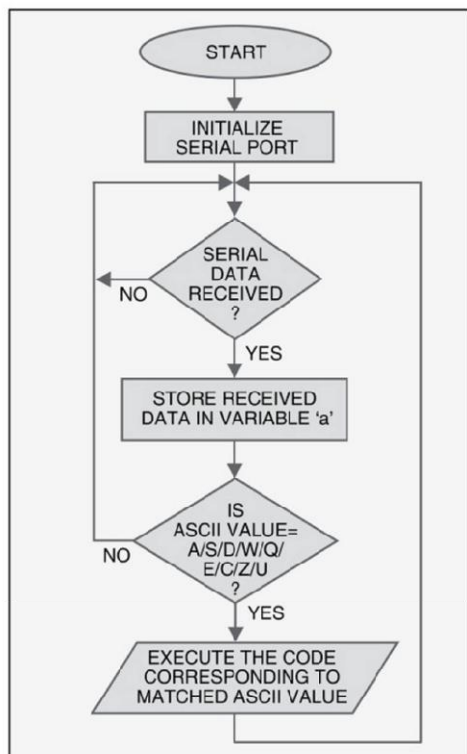 START
INITIALIZE
SERIAL PORT
SERIAL
DATA
RECEIVED
?
NO
YES
STORE RECEIVED
DATA IN VARIABLE ‘a’
IS
ASCII VALUE=
A/S/D/W/Q/
E/C/Z/U
?
NO
YES
EXECUTE THE CODE
CORRESPONDING TO
MATCHED ASCII VALUE